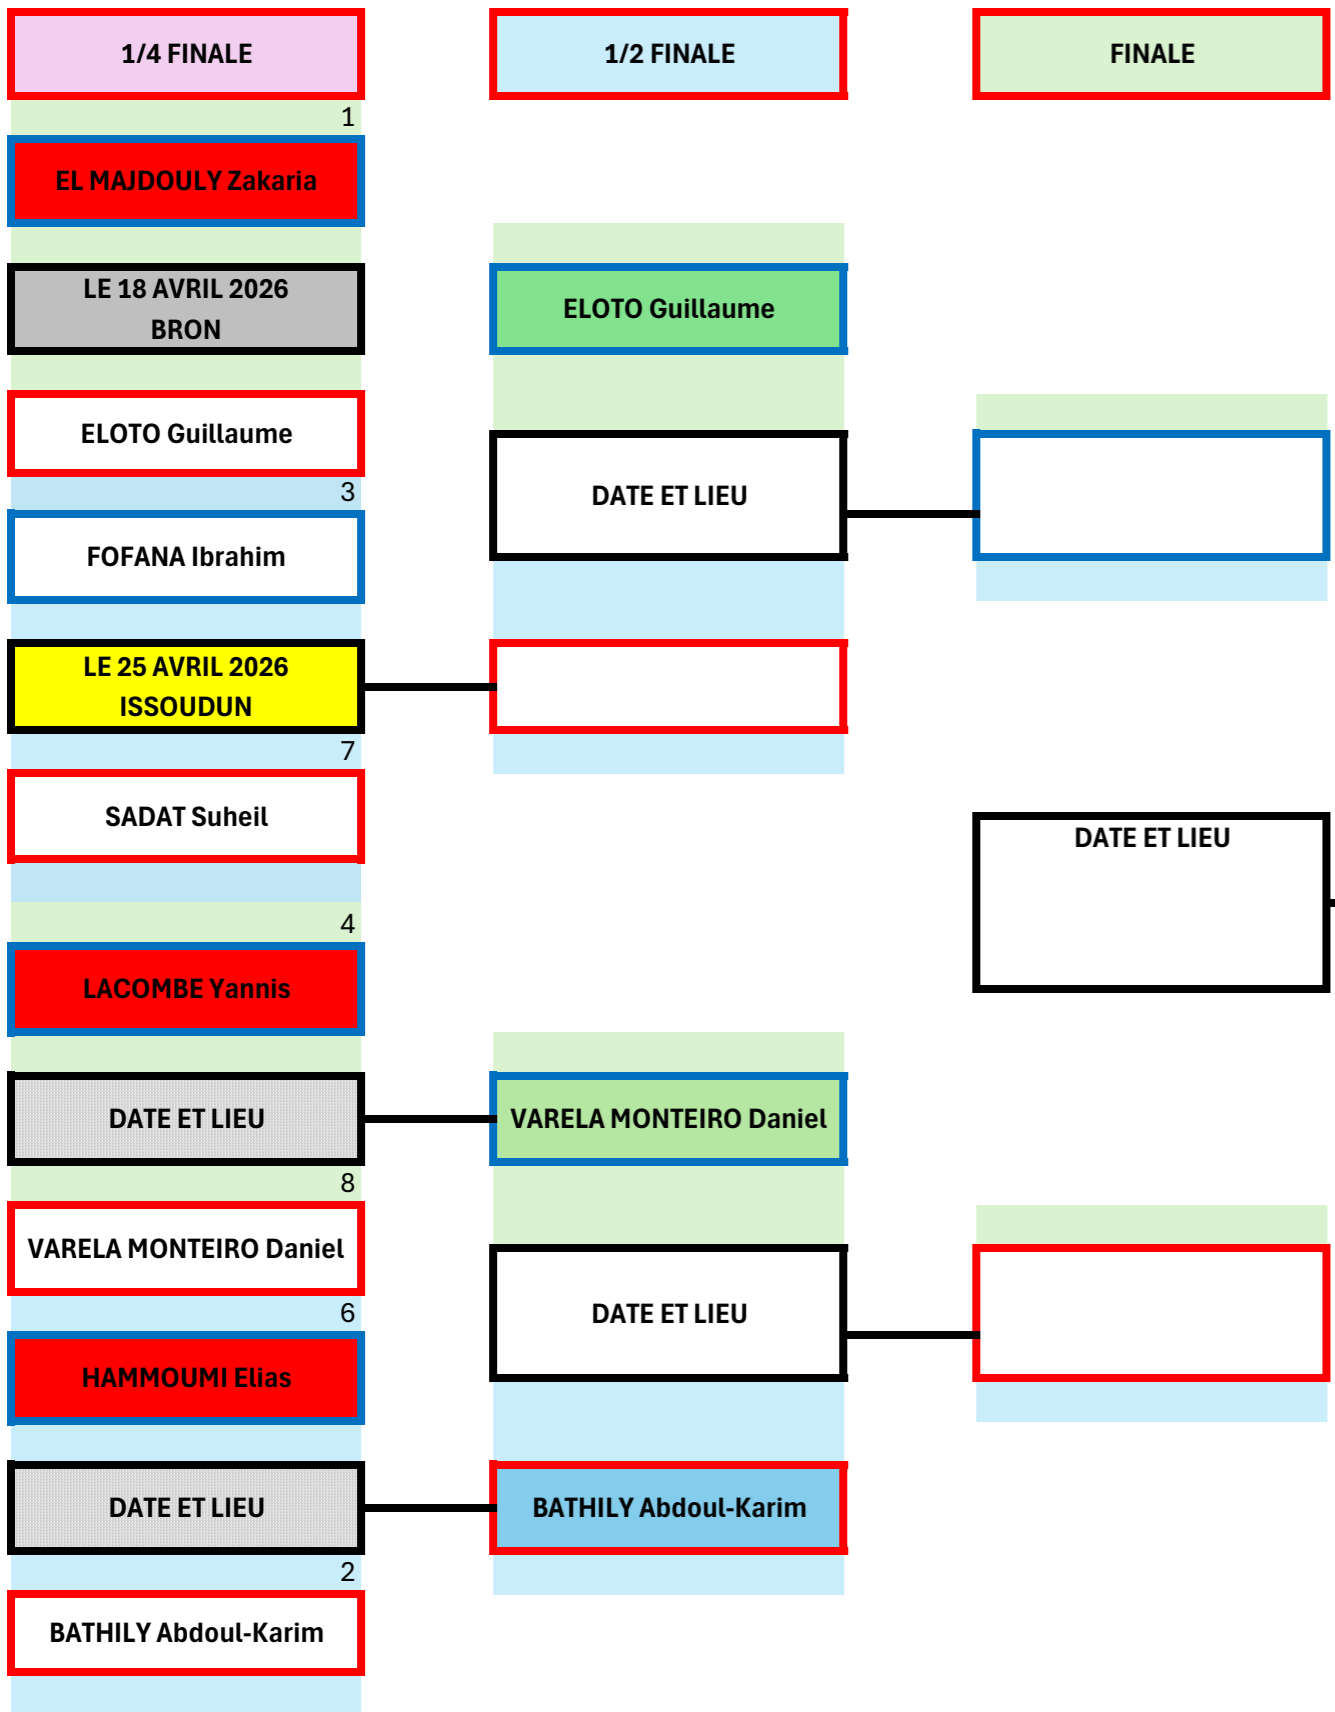 1/4 FINALE
1/2 FINALE
FINALE
1
EL MAJDOULY Zakaria
LE 18 AVRIL 2026
BRON
ELOTO Guillaume
ELOTO Guillaume
3
FOFANA Ibrahim
DATE ET LIEU
LE 25 AVRIL 2026
ISSOUDUN
7
SADAT Suheil
DATE ET LIEU
4
LACOMBE Yannis
DATE ET LIEU
VARELA MONTEIRO Daniel
8
VARELA MONTEIRO Daniel
6
DATE ET LIEU
HAMMOUMI Elias
DATE ET LIEU
BATHILY Abdoul-Karim
2
BATHILY Abdoul-Karim